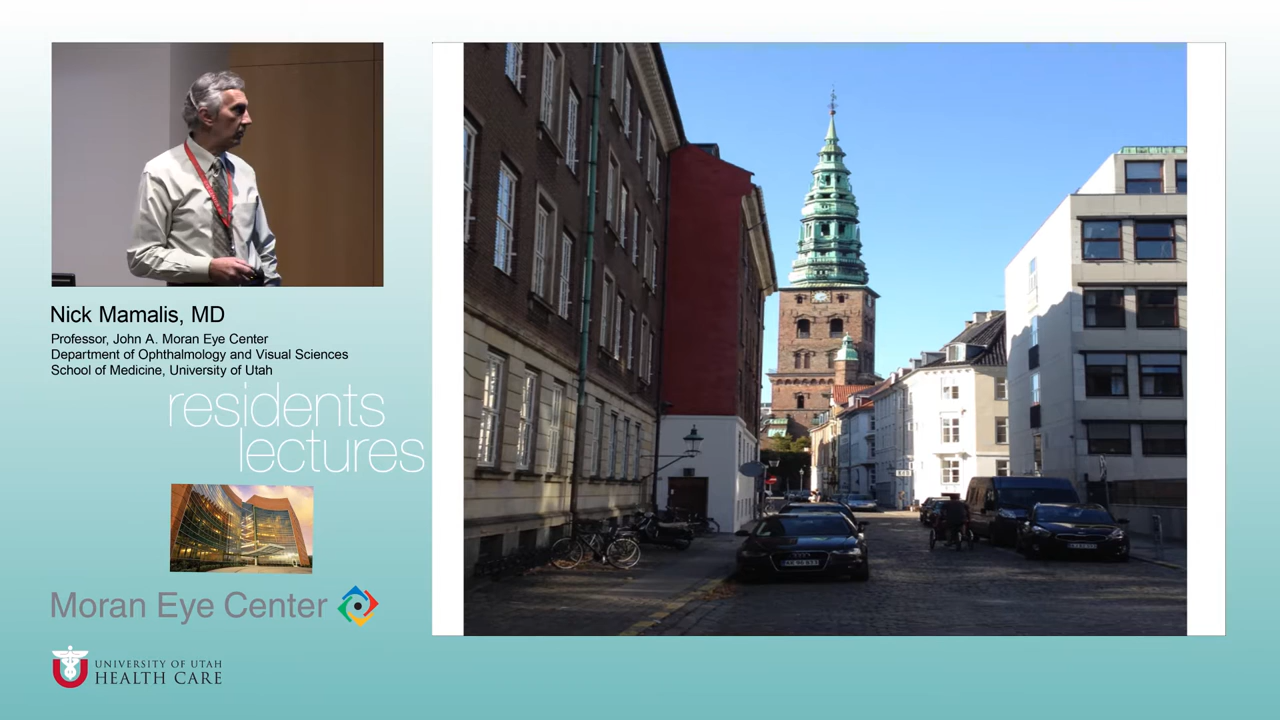 Nick Mamalis, MD
Professor, John A. Moran Eye Center
Department of Ophthalmology and Visual Sciences
School of Medicine, University of Utah
residents
lectures
Moran Eye Center
UNIVERSITY OF UTAH
HEALTH CARE